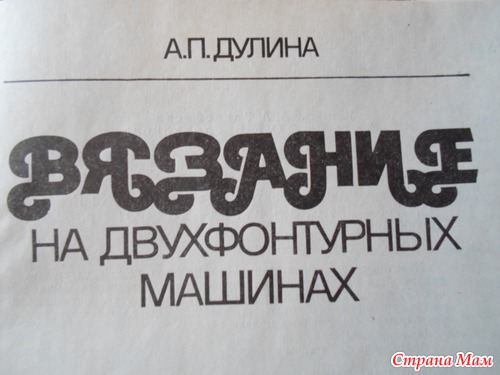 А.П.ДУЛИНА
ВЯЗАНИЕ
НА ДВУХФОНТУРНЫХ
МАШИНАХ
Страна Мам